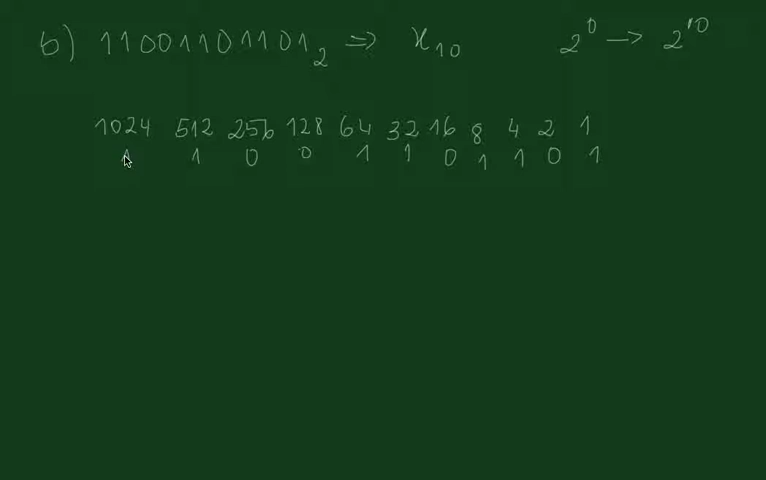 b) 11001101101₂ => x₁₀ 2⁰ → 2¹⁰
1024 512 256 128 64 32 16 8 4 2 1
1 1 0 0 1 1 0 1 1 0 1